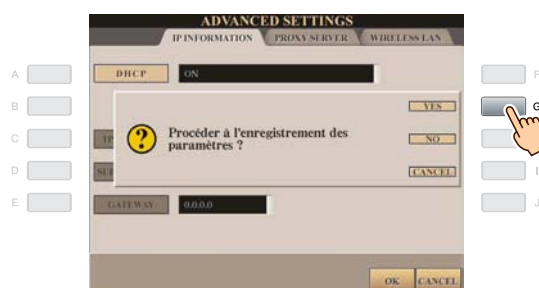 ADVANCED SETTINGS
IP INFORMATION PROXY SERVER WIRELESS LAN
A
F
DHCP ON
B
YES
G
C
Procéder à l'enregistrement des
paramètres ?
NO
D
CANCEL
I
E
GATEWAY 0.0.0.0
J
OK CANCEL